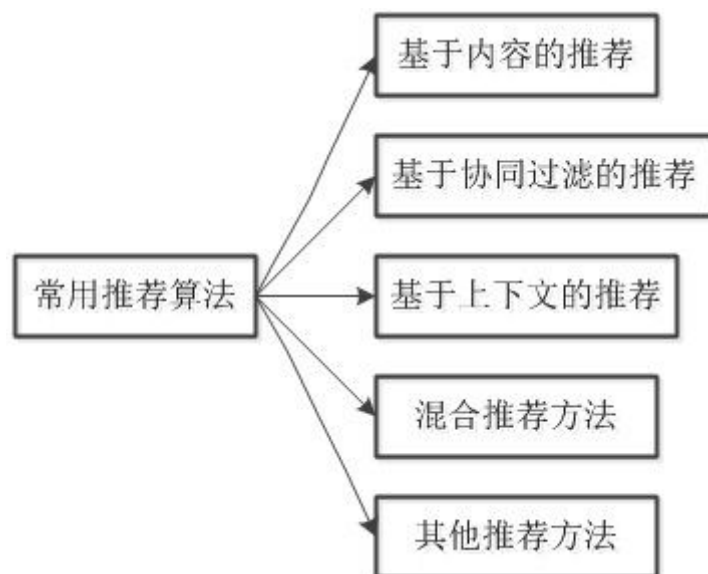 基于内容的推荐
基于协同过滤的推荐
常用推荐算法
基于上下文的推荐
混合推荐方法
其他推荐方法